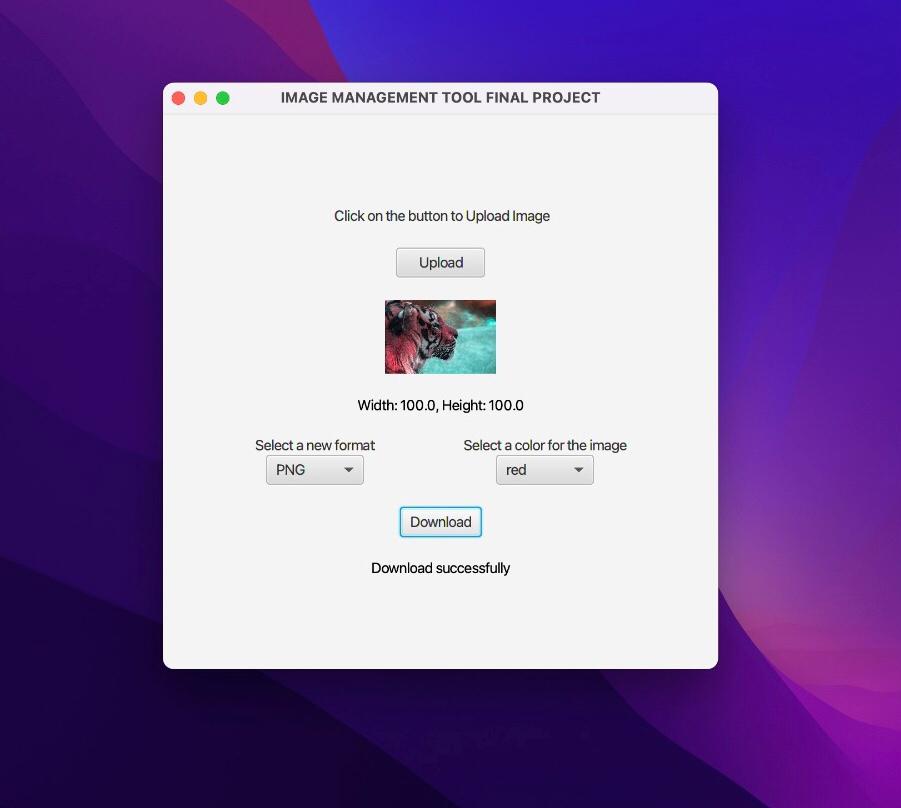 IMAGE MANAGEMENT TOOL FINAL PROJECT
Click on the button to Upload Image
Upload
Width: 100.0, Height: 100.0
Select a new format
Select a color for the image
PNG
red
Download
Download successfully